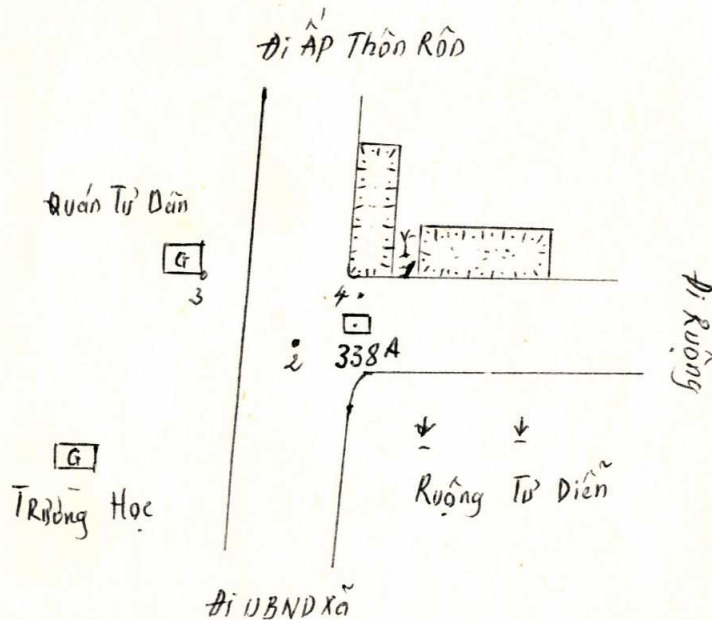 Đi ẤP Thôn Rôn
Quán Tư Dân
G
3
4
2
338A
Đi Ruộng
G
TRường Học
Ruộng Tư Diễn
Đi UBND Xã